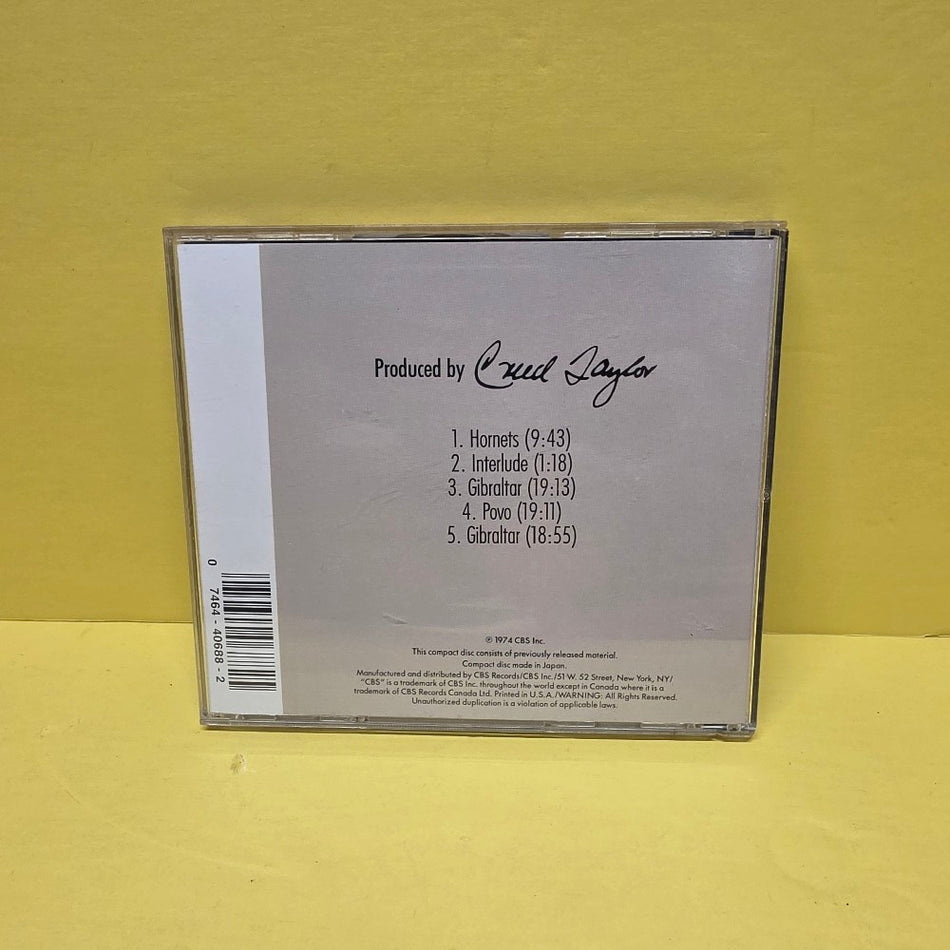 Produced by Creed Taylor
1. Hornets (9:43)
2. Interlude (1:18)
3. Gibraltar (19:13)
4. Povo (19:11)
5. Gibraltar (18:55)
0 7464 - 40688 - 2
℗ 1974 CBS Inc.
This compact disc consists of previously released material.
Compact disc made in Japan.
Manufactured and distributed by CBS Records/CBS Inc./51 W. 52 Street, New York, NY/
"CBS" is a trademark of CBS Inc. throughout the world except in Canada where it is a
trademark of CBS Records Canada Ltd. Printed in U.S.A./WARNING: All Rights Reserved.
Unauthorized duplication is a violation of applicable laws.